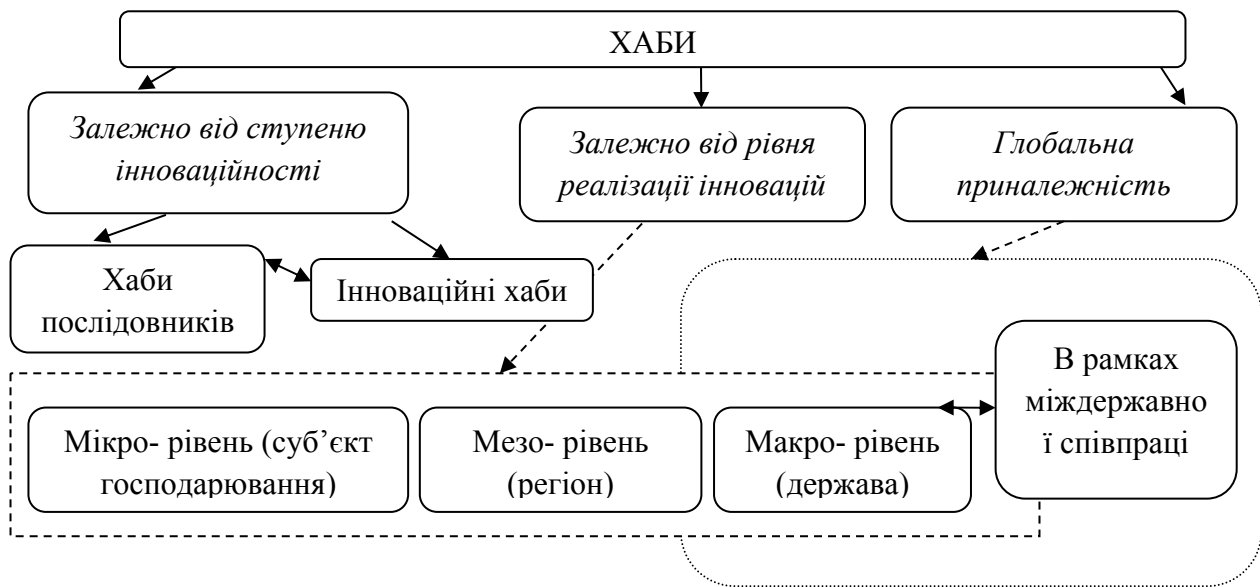 ХАБИ
Залежно від ступеню
інноваційності
Залежно від рівня
реалізації інновацій
Глобальна
приналежність
Хаби
послідовників
Інноваційні хаби
В рамках
міждержавно
ї співпраці
Мікро- рівень (суб’єкт
господарювання)
Мезо- рівень
(регіон)
Макро- рівень
(держава)